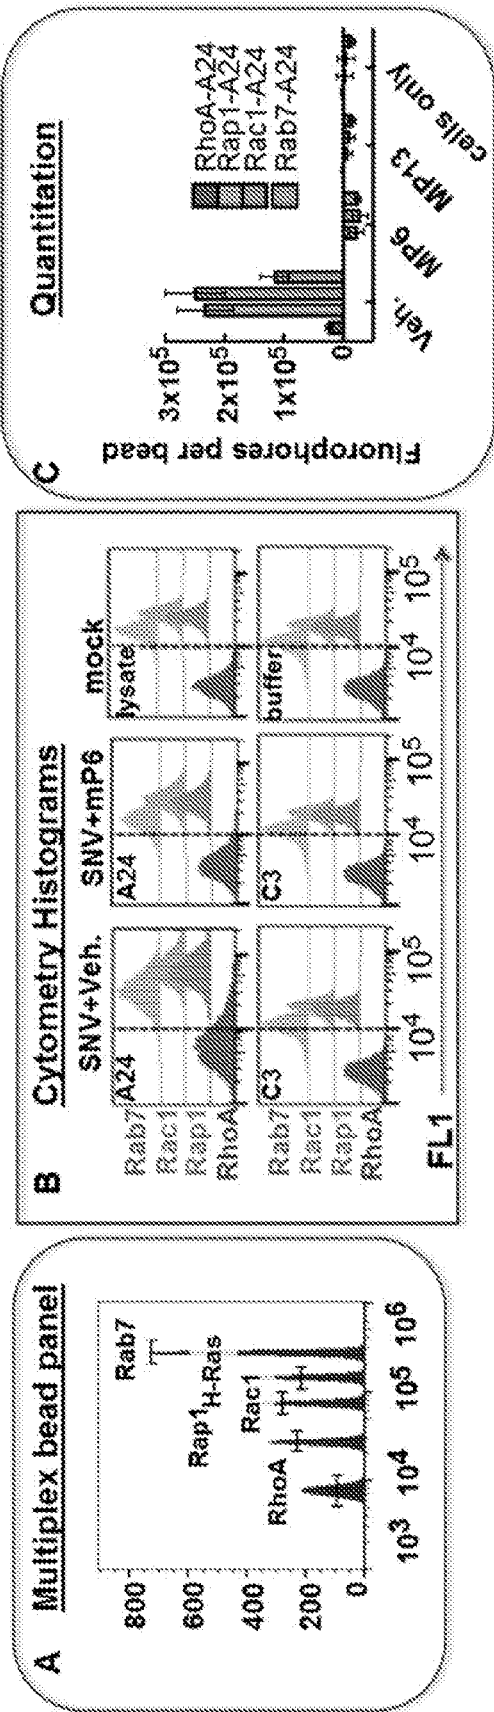 A Multiplex bead panel
800
600
400
200
0
10³ 10⁴ 10⁵ 10⁶
RhoA
Rac1
Rap1
H-Ras
Rab7
B Cytometry Histograms
SNV+Veh. SNV+mP6 mock
Rab7
Rac1
Rap1
RhoA
A24
A24
lysate
Rab7
Rac1
Rap1
RhoA
C3
C3
buffer
10⁴ 10⁵ 10⁴ 10⁵ 10⁴ 10⁵
FL1
C Quantitation
Fluorophores per bead
3x10⁵
2x10⁵
1x10⁵
0
RhoA-A24
Rap1-A24
Rac1-A24
Rab7-A24
Veh. MP6 MP13 cells only